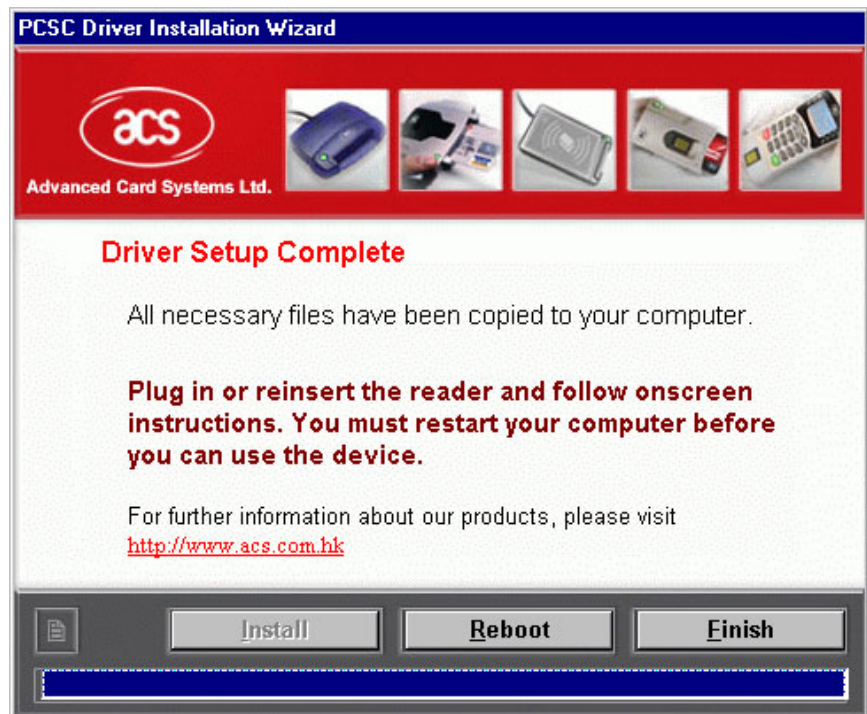 PCSC Driver Installation Wizard
acs
Advanced Card Systems Ltd.
Driver Setup Complete
All necessary files have been copied to your computer.
Plug in or reinsert the reader and follow onscreen
instructions. You must restart your computer before
you can use the device.
For further information about our products, please visit
http://www.acs.com.hk
Install
Reboot
Finish